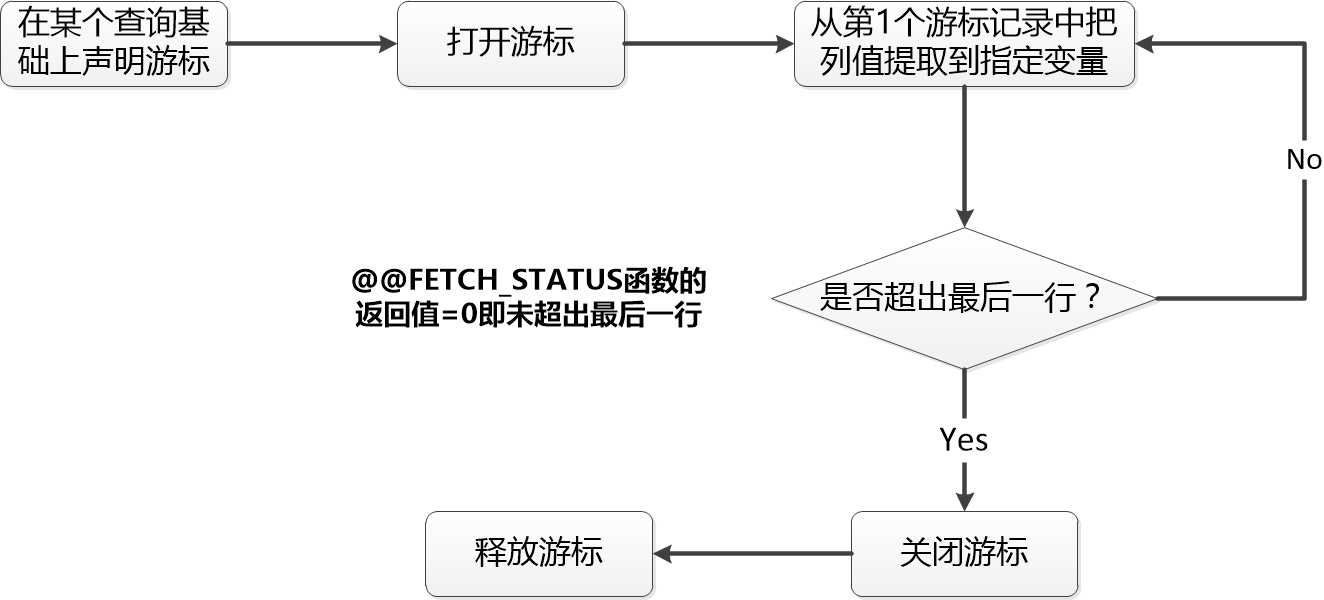 在某个查询基
础上声明游标
打开游标
从第1个游标记录中把
列值提取到指定变量
No
@@FETCH_STATUS函数的
返回值=0即未超出最后一行
是否超出最后一行？
Yes
释放游标
关闭游标